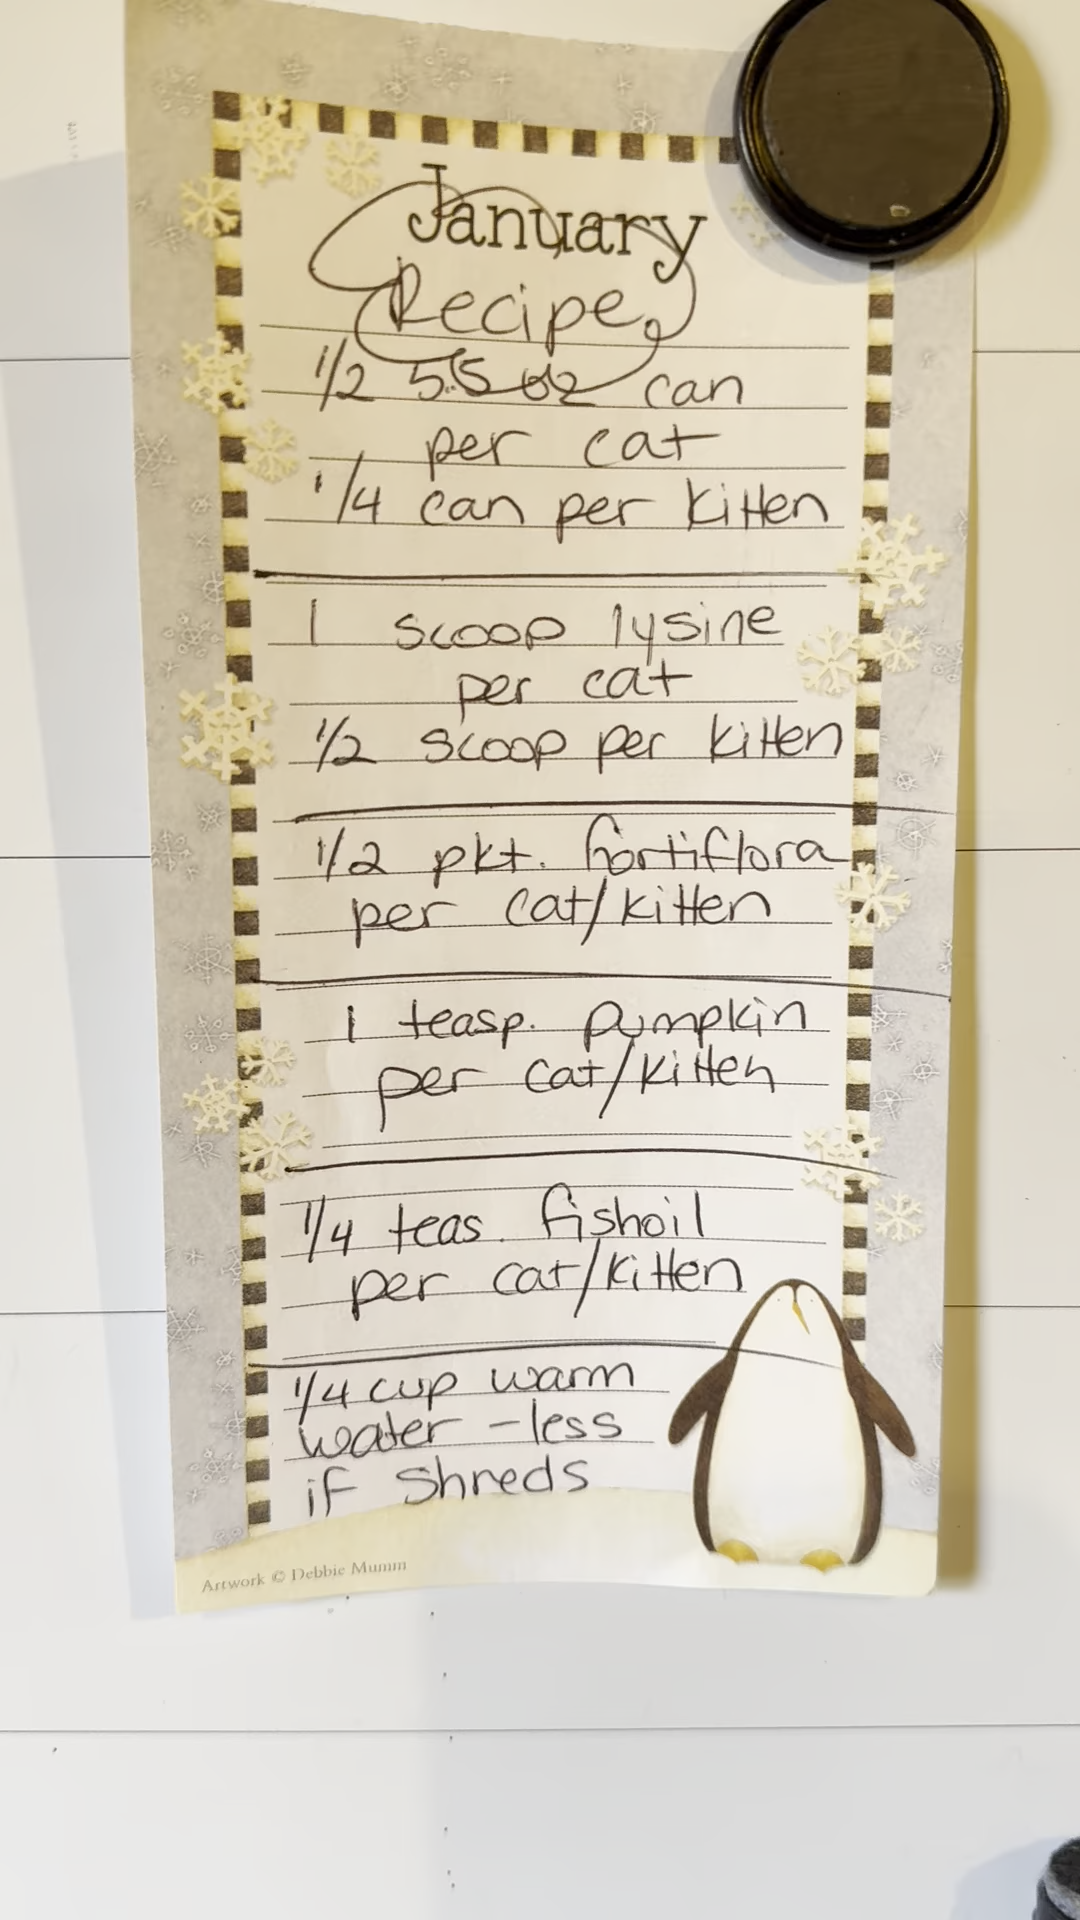 January
Recipe
1/2 5.5 oz can
per cat
1/4 can per kitten
1 scoop lysine
per cat
1/2 scoop per kitten
1/2 pkt. fortiflora
per cat/kitten
1 teasp. pumpkin
per cat/kitten
1/4 teas. fishoil
per cat/kitten
1/4 cup warm
water - less
if shreds
Artwork © Debbie Mumm